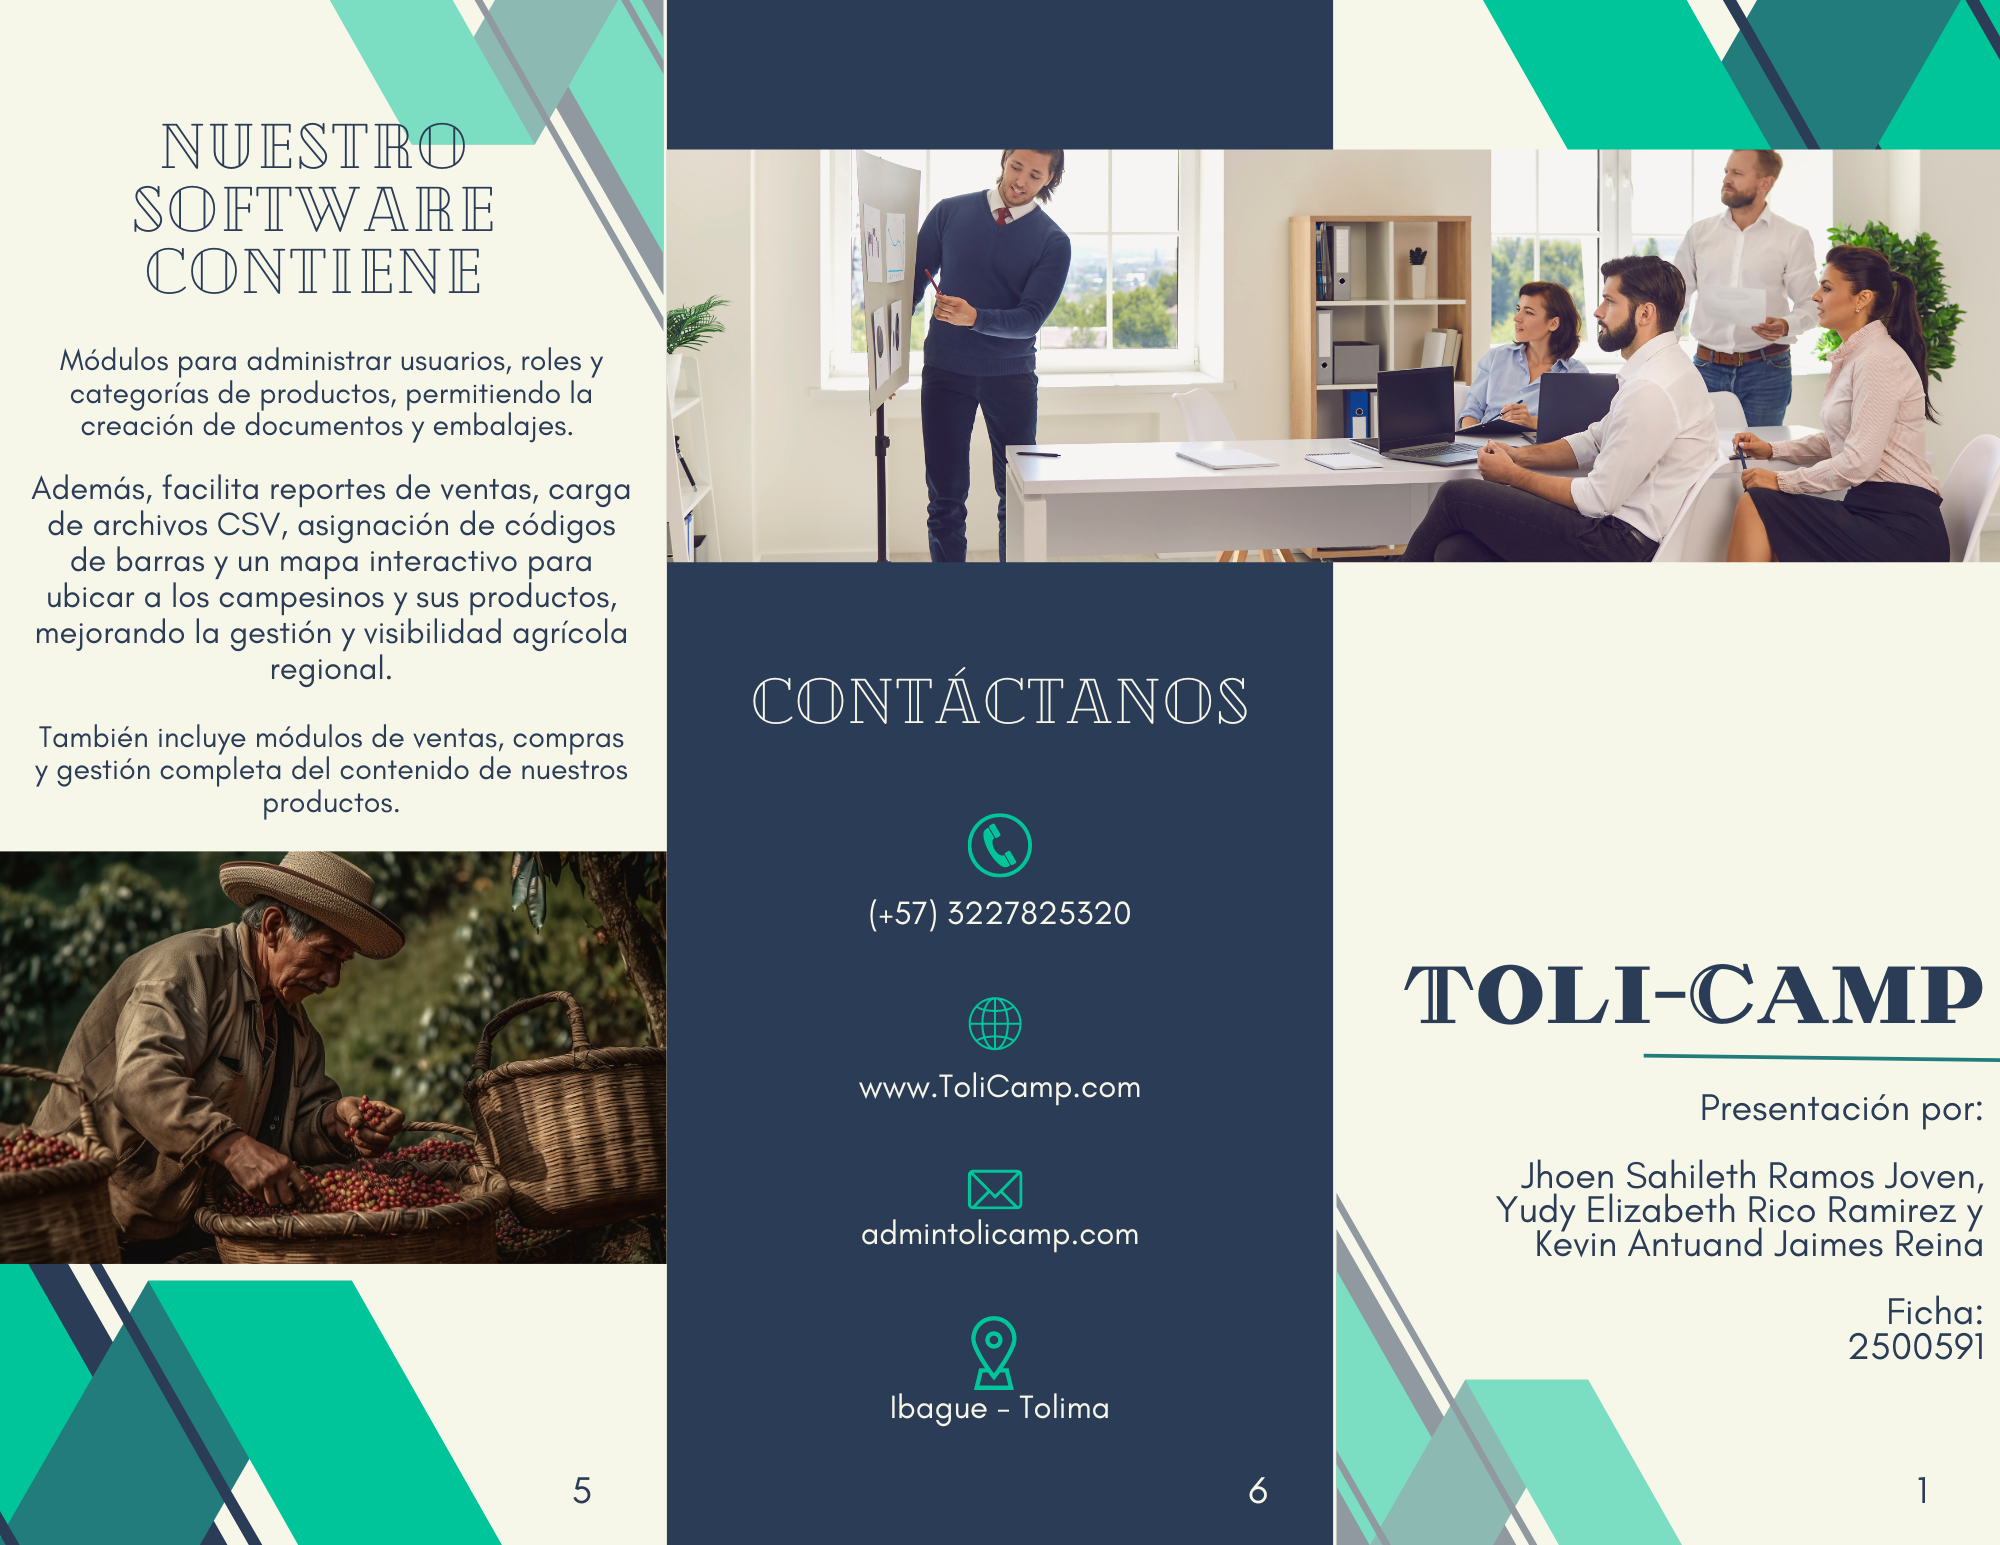 NUESTRO
SOFTWARE
CONTIENE
Módulos para administrar usuarios, roles y
categorías de productos, permitiendo la
creación de documentos y embalajes.
Además, facilita reportes de ventas, carga
de archivos CSV, asignación de códigos
de barras y un mapa interactivo para
ubicar a los campesinos y sus productos,
mejorando la gestión y visibilidad agrícola
regional.
También incluye módulos de ventas, compras
y gestión completa del contenido de nuestros
productos.
5
CONTÁCTANOS
(+57) 3227825320
www.ToliCamp.com
admintolicamp.com
Ibague - Tolima
6
TOLI-CAMP
Presentación por:
Jhoen Sahileth Ramos Joven,
Yudy Elizabeth Rico Ramirez y
Kevin Antuand Jaimes Reina
Ficha:
2500591
1